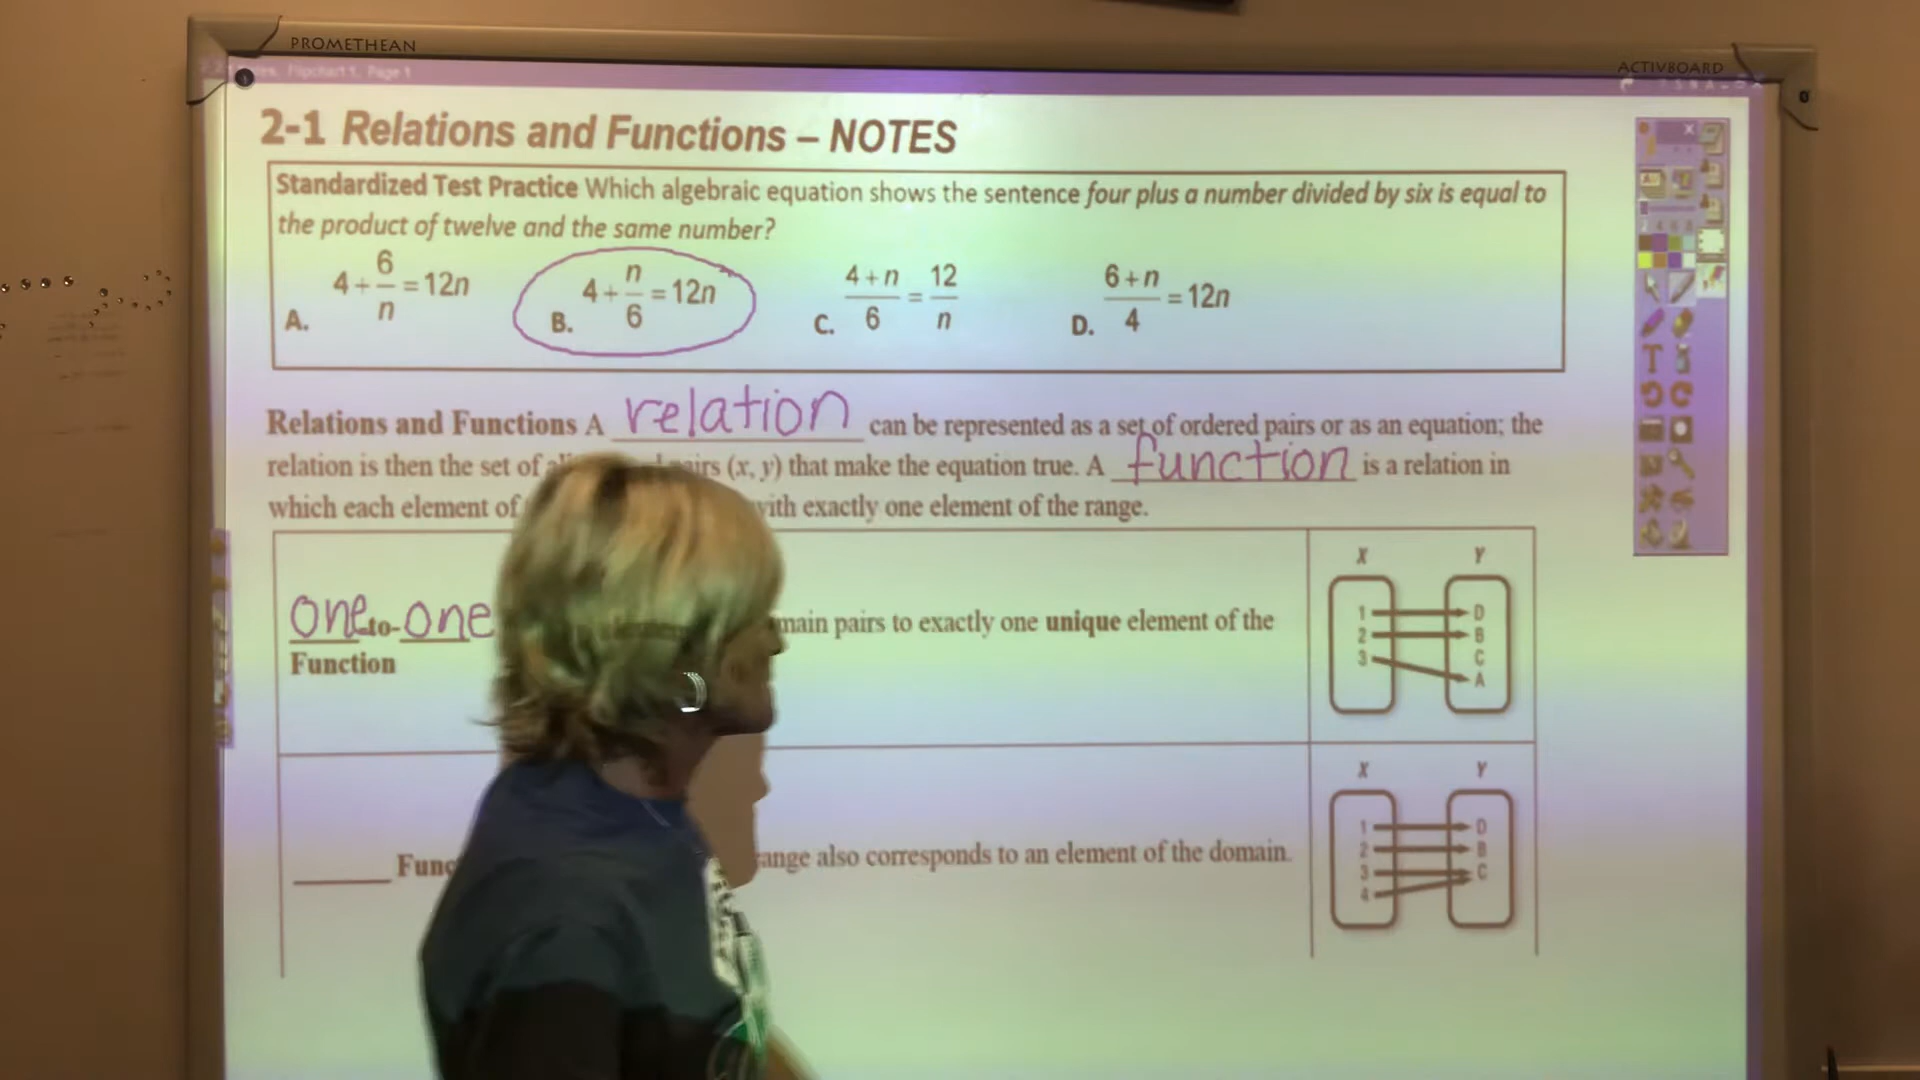 PROMETHEAN
ACTIVBOARD
Flipchart 1, Page 1
2-1 Relations and Functions – NOTES
Standardized Test Practice Which algebraic equation shows the sentence four plus a number divided by six is equal to
the product of twelve and the same number?
A. 4 + 6/n = 12n B. 4 + n/6 = 12n C. (4 + n)/6 = 12/n D. (6 + n)/4 = 12n
Relations and Functions A relation can be represented as a set of ordered pairs or as an equation; the
relation is then the set of (x, y) that make the equation true. A function is a relation in
which each element of with exactly one element of the range.
one-to-one pairs to exactly one unique element of the
Function
X Y
1 D
2 B
3 C
A
also corresponds to an element of the domain.
X Y
1 D
2 B
3 C
4
T